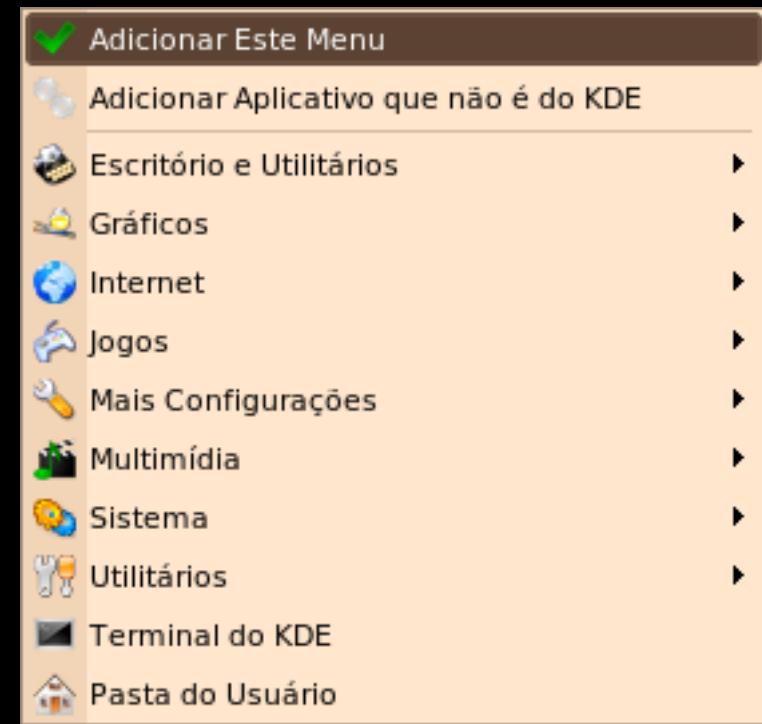 Adicionar Este Menu
Adicionar Aplicativo que não é do KDE
Escritório e Utilitários
Gráficos
Internet
Jogos
Mais Configurações
Multimídia
Sistema
Utilitários
Terminal do KDE
Pasta do Usuário